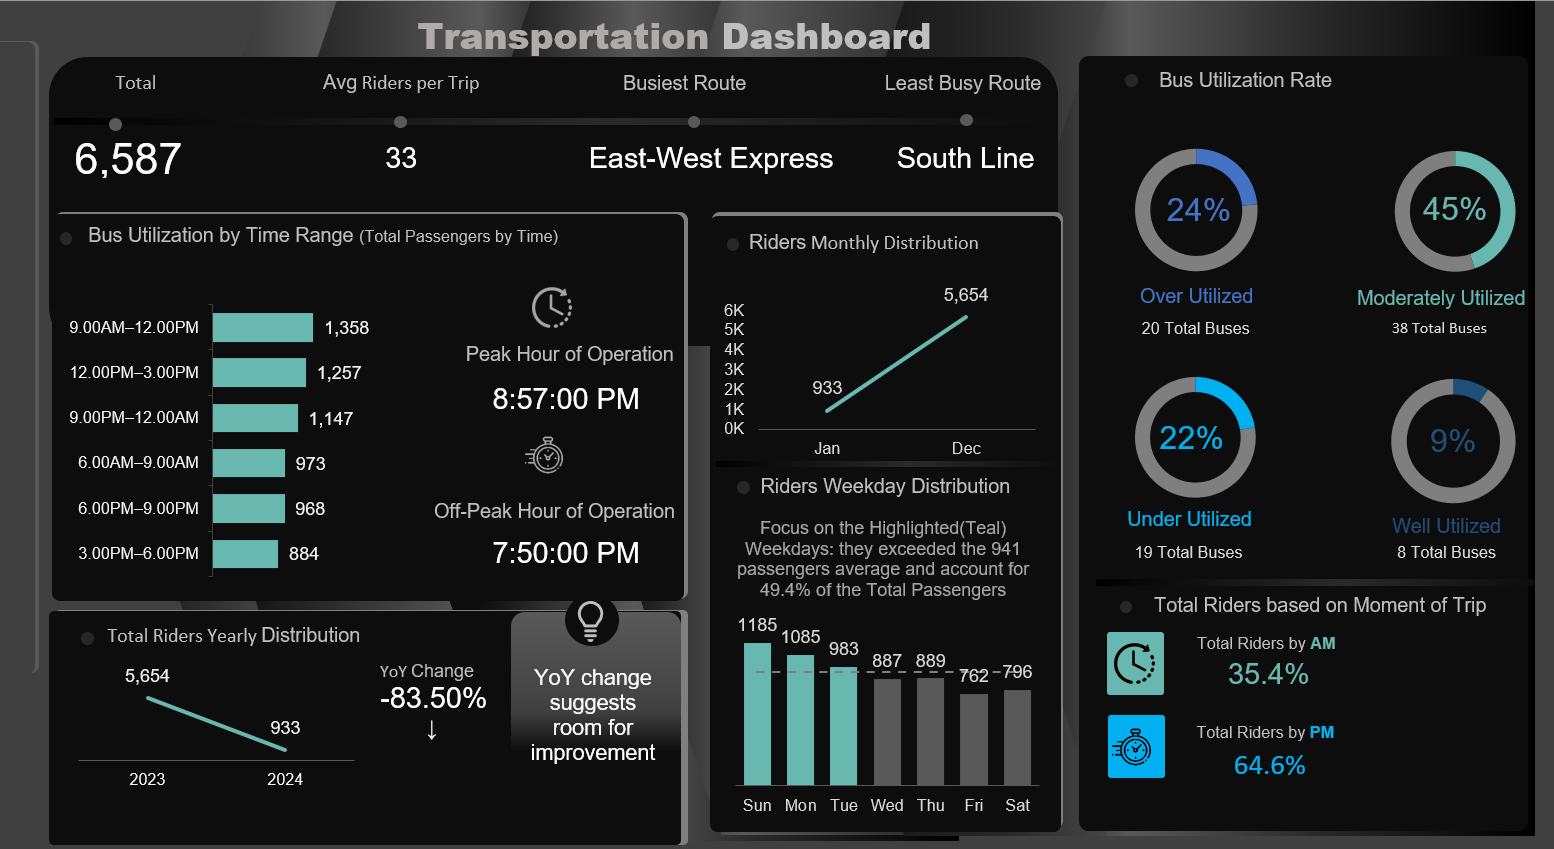 Transportation Dashboard
Total
Avg Riders per Trip
Busiest Route
Least Busy Route
6,587
33
East-West Express
South Line
Bus Utilization by Time Range (Total Passengers by Time)
9.00AM–12.00PM
1,358
12.00PM–3.00PM
1,257
9.00PM–12.00AM
1,147
6.00AM–9.00AM
973
6.00PM–9.00PM
968
3.00PM–6.00PM
884
Peak Hour of Operation
8:57:00 PM
Off-Peak Hour of Operation
7:50:00 PM
Total Riders Yearly Distribution
5,654
933
2023
2024
YoY Change
-83.50%
↓
YoY change
suggests
room for
improvement
Riders Monthly Distribution
6K
5K
4K
3K
2K
1K
0K
933
5,654
Jan
Dec
Riders Weekday Distribution
Focus on the Highlighted(Teal)
Weekdays: they exceeded the 941
passengers average and account for
49.4% of the Total Passengers
1185
1085
983
887
889
762
796
Sun
Mon
Tue
Wed
Thu
Fri
Sat
Bus Utilization Rate
24%
Over Utilized
20 Total Buses
45%
Moderately Utilized
38 Total Buses
22%
Under Utilized
19 Total Buses
9%
Well Utilized
8 Total Buses
Total Riders based on Moment of Trip
Total Riders by AM
35.4%
Total Riders by PM
64.6%